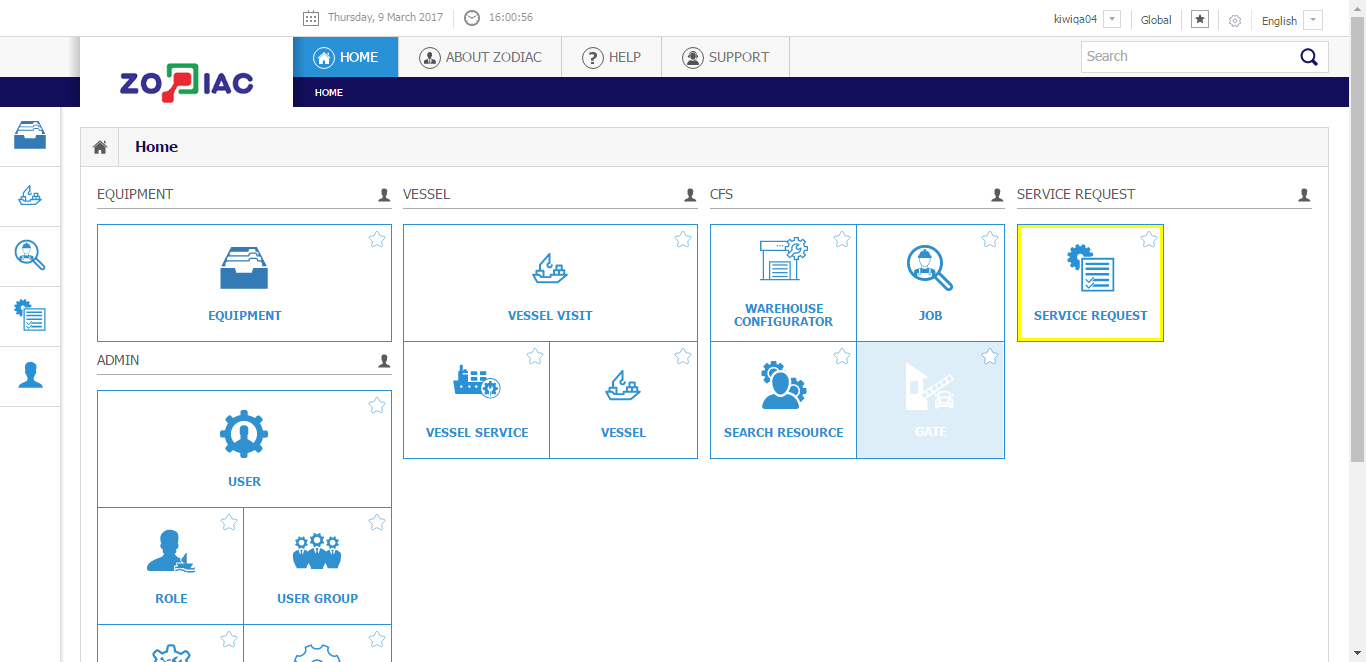 Thursday, 9 March 2017
16:00:56
kiwiqa04
Global
English
ZODIAC
HOME
ABOUT ZODIAC
HELP
SUPPORT
Search
HOME
Home
EQUIPMENT
VESSEL
CFS
SERVICE REQUEST
EQUIPMENT
VESSEL VISIT
WAREHOUSE
CONFIGURATOR
JOB
SERVICE REQUEST
ADMIN
VESSEL SERVICE
VESSEL
SEARCH RESOURCE
GATE
USER
ROLE
USER GROUP